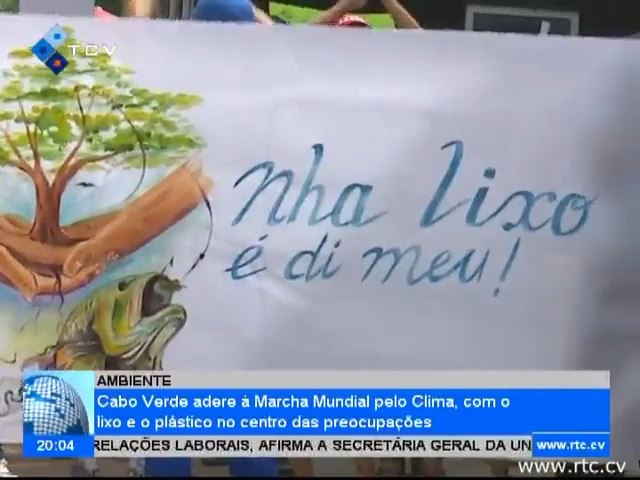 TCV
Nha lixo
é di meu!
AMBIENTE
Cabo Verde adere à Marcha Mundial pelo Clima, com o
lixo e o plástico no centro das preocupações
20:04
RELAÇÕES LABORAIS, AFIRMA A SECRETÁRIA GERAL DA UN
www.rtc.cv
www.rtc.cv